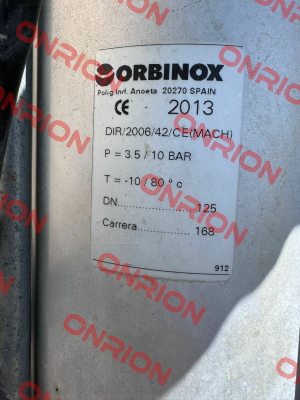 ORBINOX
Polig.Ind. Anoeta 20270 SPAIN
CE · 2013
DIR/2006/42/CE(MACH)
P = 3.5 / 10 BAR
T = -10 / 80 ° c
DN.......................... 125
Carrera.................... 168
912
ONRION
ONRION
ONRION
ONRION
ONRION
ONRION
ONRION
ONRION
ONRION